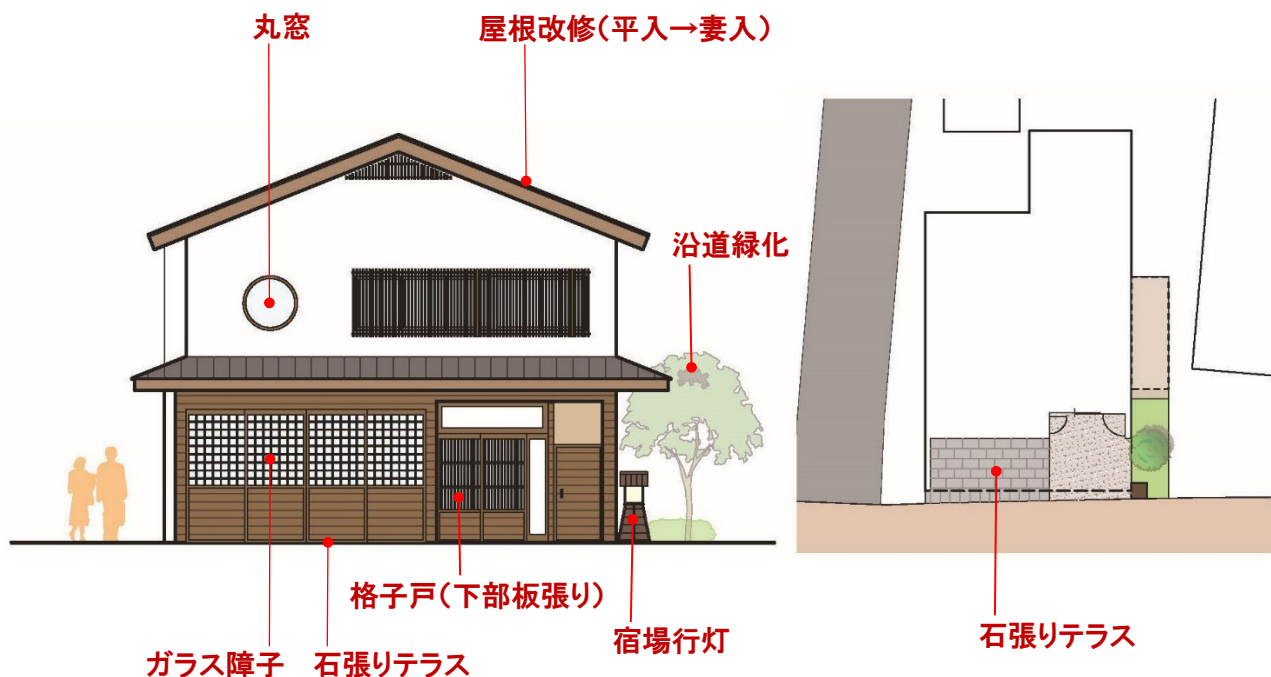 丸窓
屋根改修(平入→妻入)
沿道緑化
格子戸(下部板張り)
宿場行灯
石張りテラス
ガラス障子
石張りテラス